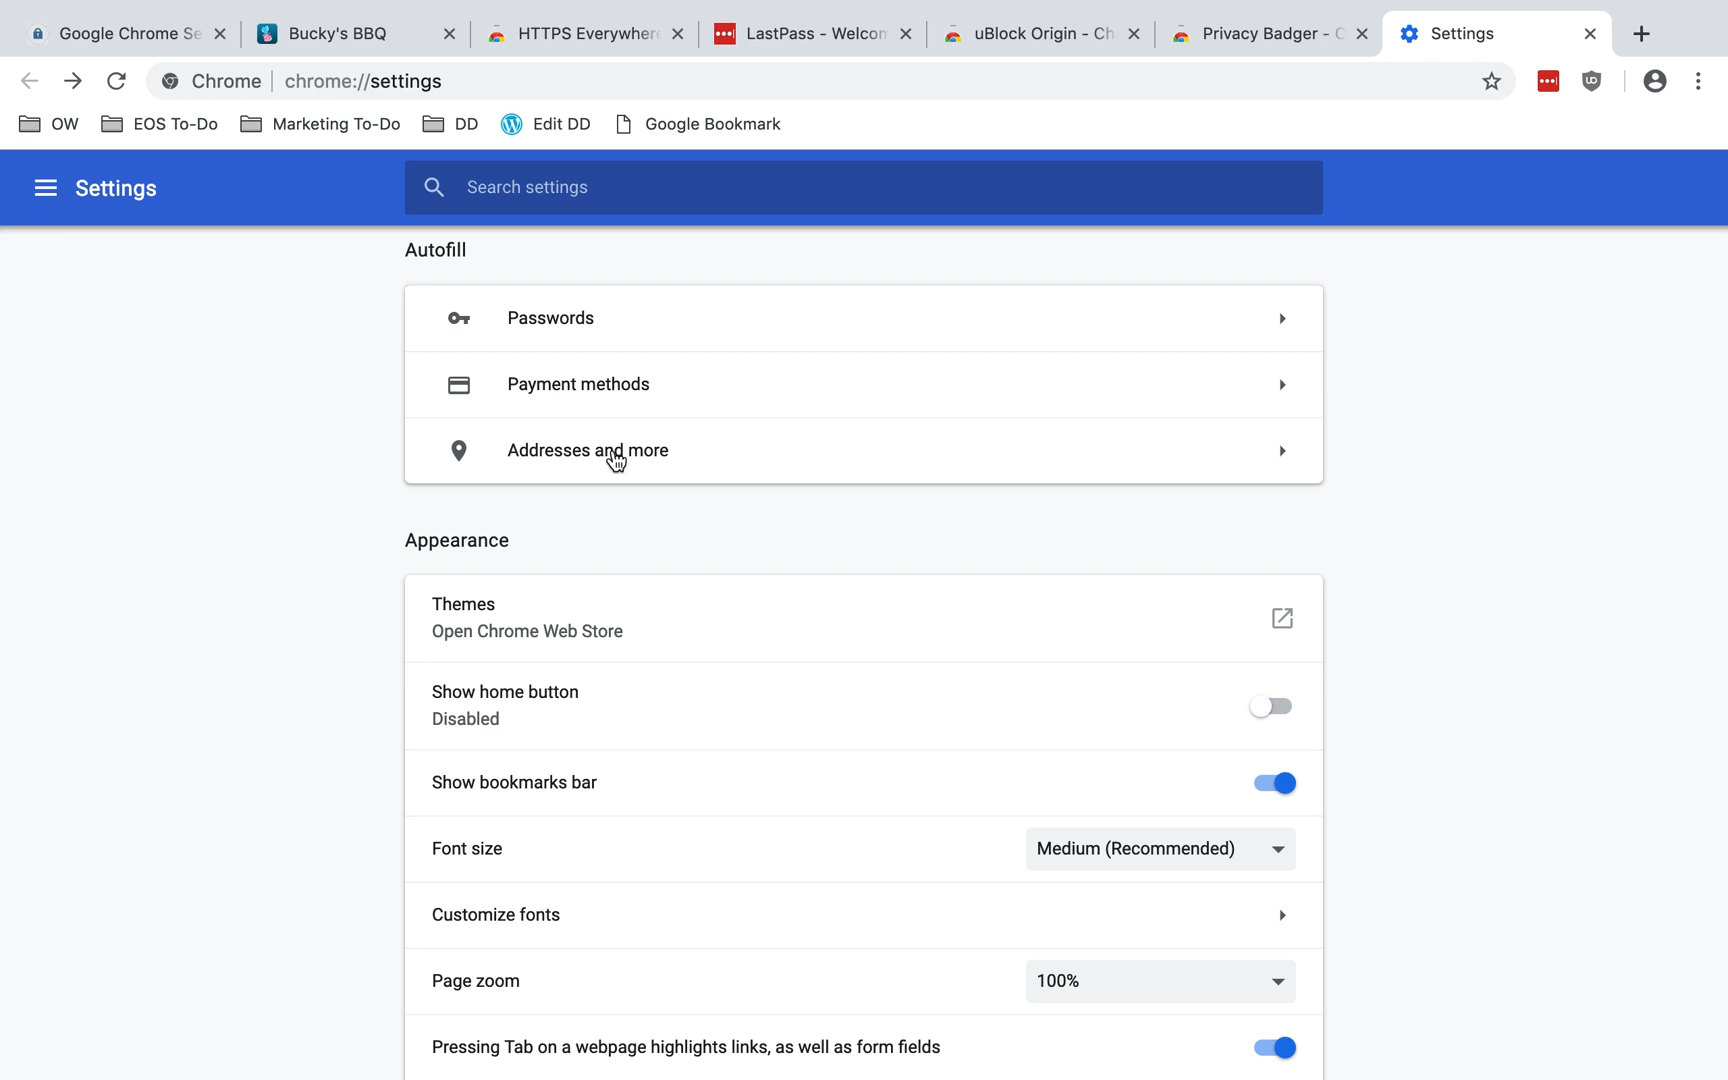 Google Chrome Se
Bucky's BBQ
HTTPS Everywher
LastPass - Welcom
uBlock Origin - Ch
Privacy Badger - C
Settings
Chrome chrome://settings
OW EOS To-Do Marketing To-Do DD Edit DD Google Bookmark
Settings
Search settings
Autofill
Passwords
Payment methods
Addresses and more
Appearance
Themes
Open Chrome Web Store
Show home button
Disabled
Show bookmarks bar
Font size Medium (Recommended)
Customize fonts
Page zoom 100%
Pressing Tab on a webpage highlights links, as well as form fields